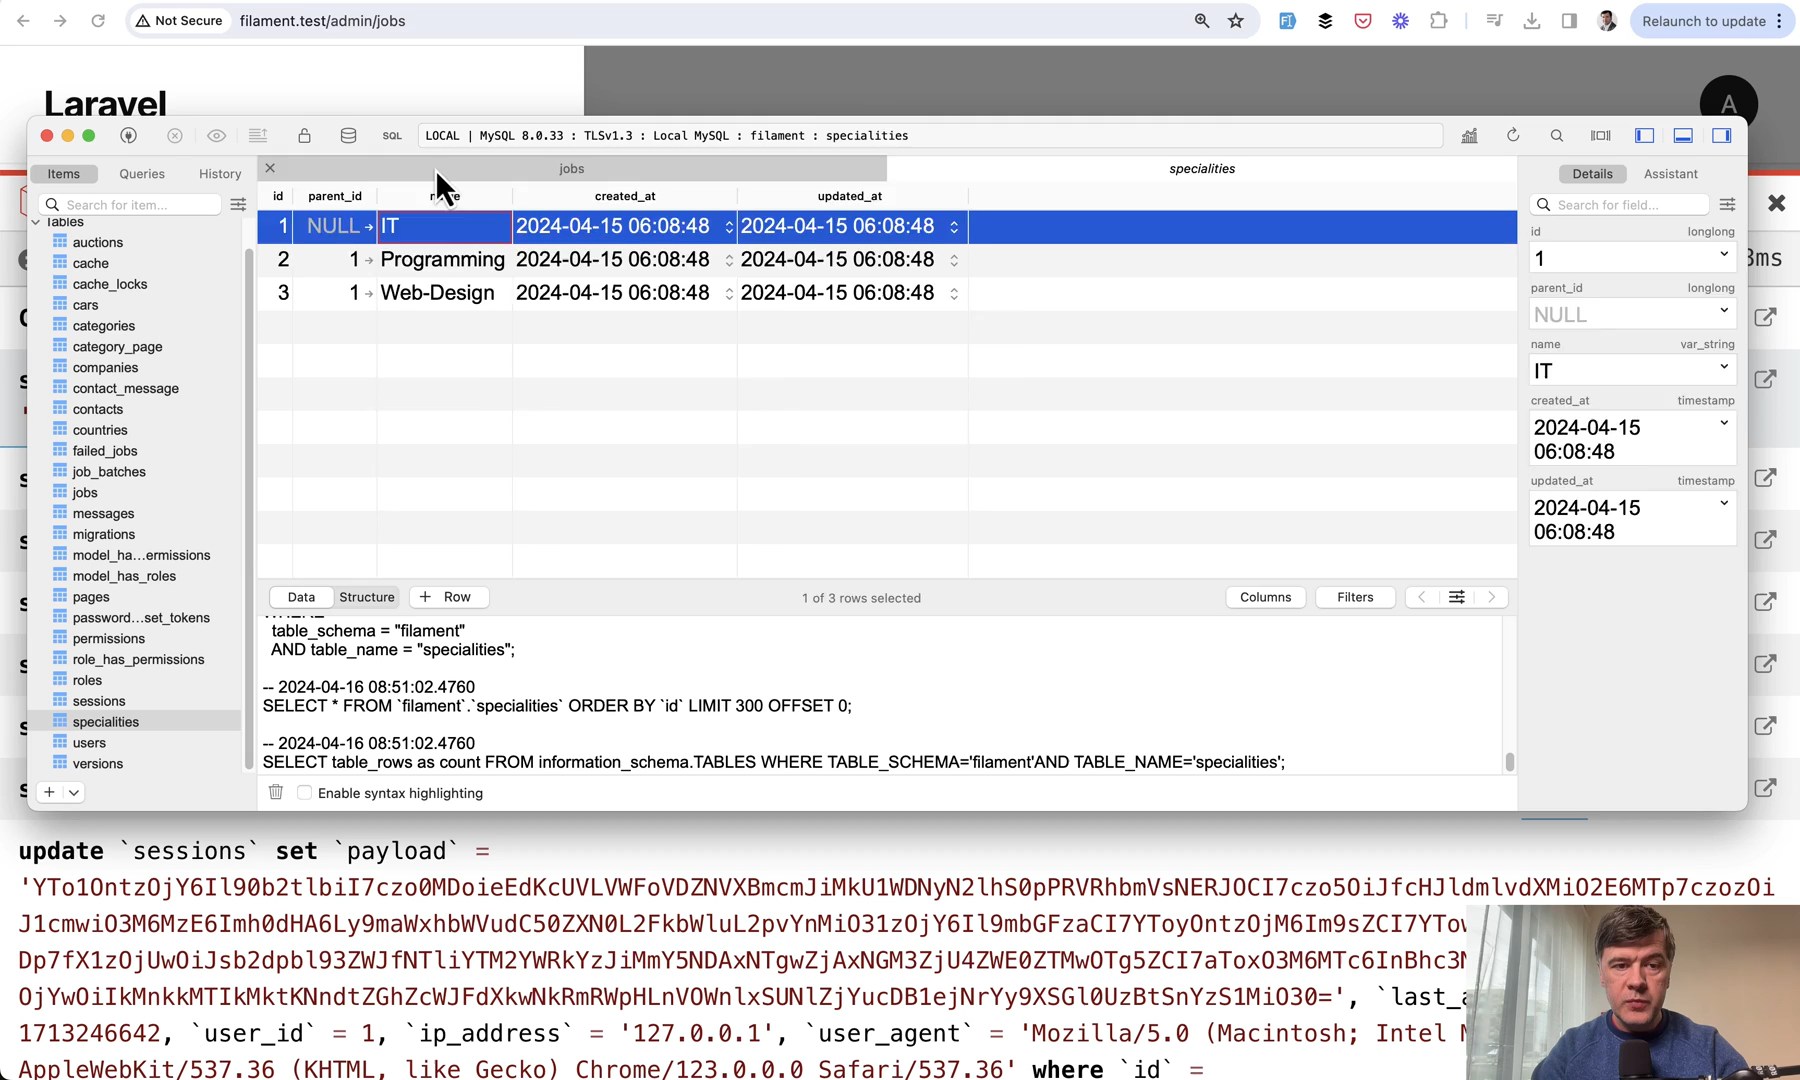 Not Secure
filament.test/admin/jobs
Relaunch to update
Laravel
A
SQL
LOCAL | MySQL 8.0.33 : TLSv1.3 : Local MySQL : filament : specialities
Items
Queries
History
jobs
specialities
Details
Assistant
Search for item...
Search for field...
id
parent_id
created_at
updated_at
1
NULL
IT
2024-04-15 06:08:48
2024-04-15 06:08:48
2
1
Programming
2024-04-15 06:08:48
2024-04-15 06:08:48
3
1
Web-Design
2024-04-15 06:08:48
2024-04-15 06:08:48
Tables
auctions
cache
cache_locks
cars
categories
category_page
companies
contact_message
contacts
countries
failed_jobs
job_batches
jobs
messages
migrations
model_ha...ermissions
model_has_roles
pages
password...set_tokens
permissions
role_has_permissions
roles
sessions
specialities
users
versions
id
longlong
1
parent_id
longlong
NULL
name
var_string
IT
created_at
timestamp
2024-04-15
06:08:48
updated_at
timestamp
2024-04-15
06:08:48
3ms
Data
Structure
+ Row
1 of 3 rows selected
Columns
Filters
WHERE
table_schema = "filament"
AND table_name = "specialities";
-- 2024-04-16 08:51:02.4760
SELECT * FROM `filament`.`specialities` ORDER BY `id` LIMIT 300 OFFSET 0;
-- 2024-04-16 08:51:02.4760
SELECT table_rows as count FROM information_schema.TABLES WHERE TABLE_SCHEMA='filament'AND TABLE_NAME='specialities';
Enable syntax highlighting
update `sessions` set `payload` =
'YTo1OntzOjY6Il90b2tlbiI7czo0MDoieEdKcUVLVWFoVDZNVXBmcmJiMkU1WDNyN2lhS0pPRVRhbmVsNERJOCI7czo5OiJfcHJldmlvdXMiO2E6MTp7czozOi
J1cmwiO3M6MzE6Imh0dHA6Ly9maWxhbWVudC50ZXN0L2FkbWluL2pvYnMiO31zOjY6Il9mbGFzaCI7YToyOntzOjM6Im9sZCI7YTow
Dp7fX1zOjUwOiJsb2dpbl93ZWJfNTliYTM2YWRkYzJiMmY5NDAxNTgwZjAxNGM3ZjU4ZWE0ZTMwOTg5ZCI7aToxO3M6MTc6InBhc3N
OjYwOiIkMnkkMTIkMktKNndtZGhZcWJFdXkwNkRmRWpHLnVOWnlxSUNlZjYucDB1ejNrYy9XSGl0UzBtSnYzS1MiO30=', `last_a
1713246642, `user_id` = 1, `ip_address` = '127.0.0.1', `user_agent` = 'Mozilla/5.0 (Macintosh; Intel M
AppleWebKit/537.36 (KHTML, like Gecko) Chrome/123.0.0.0 Safari/537.36' where `id` =